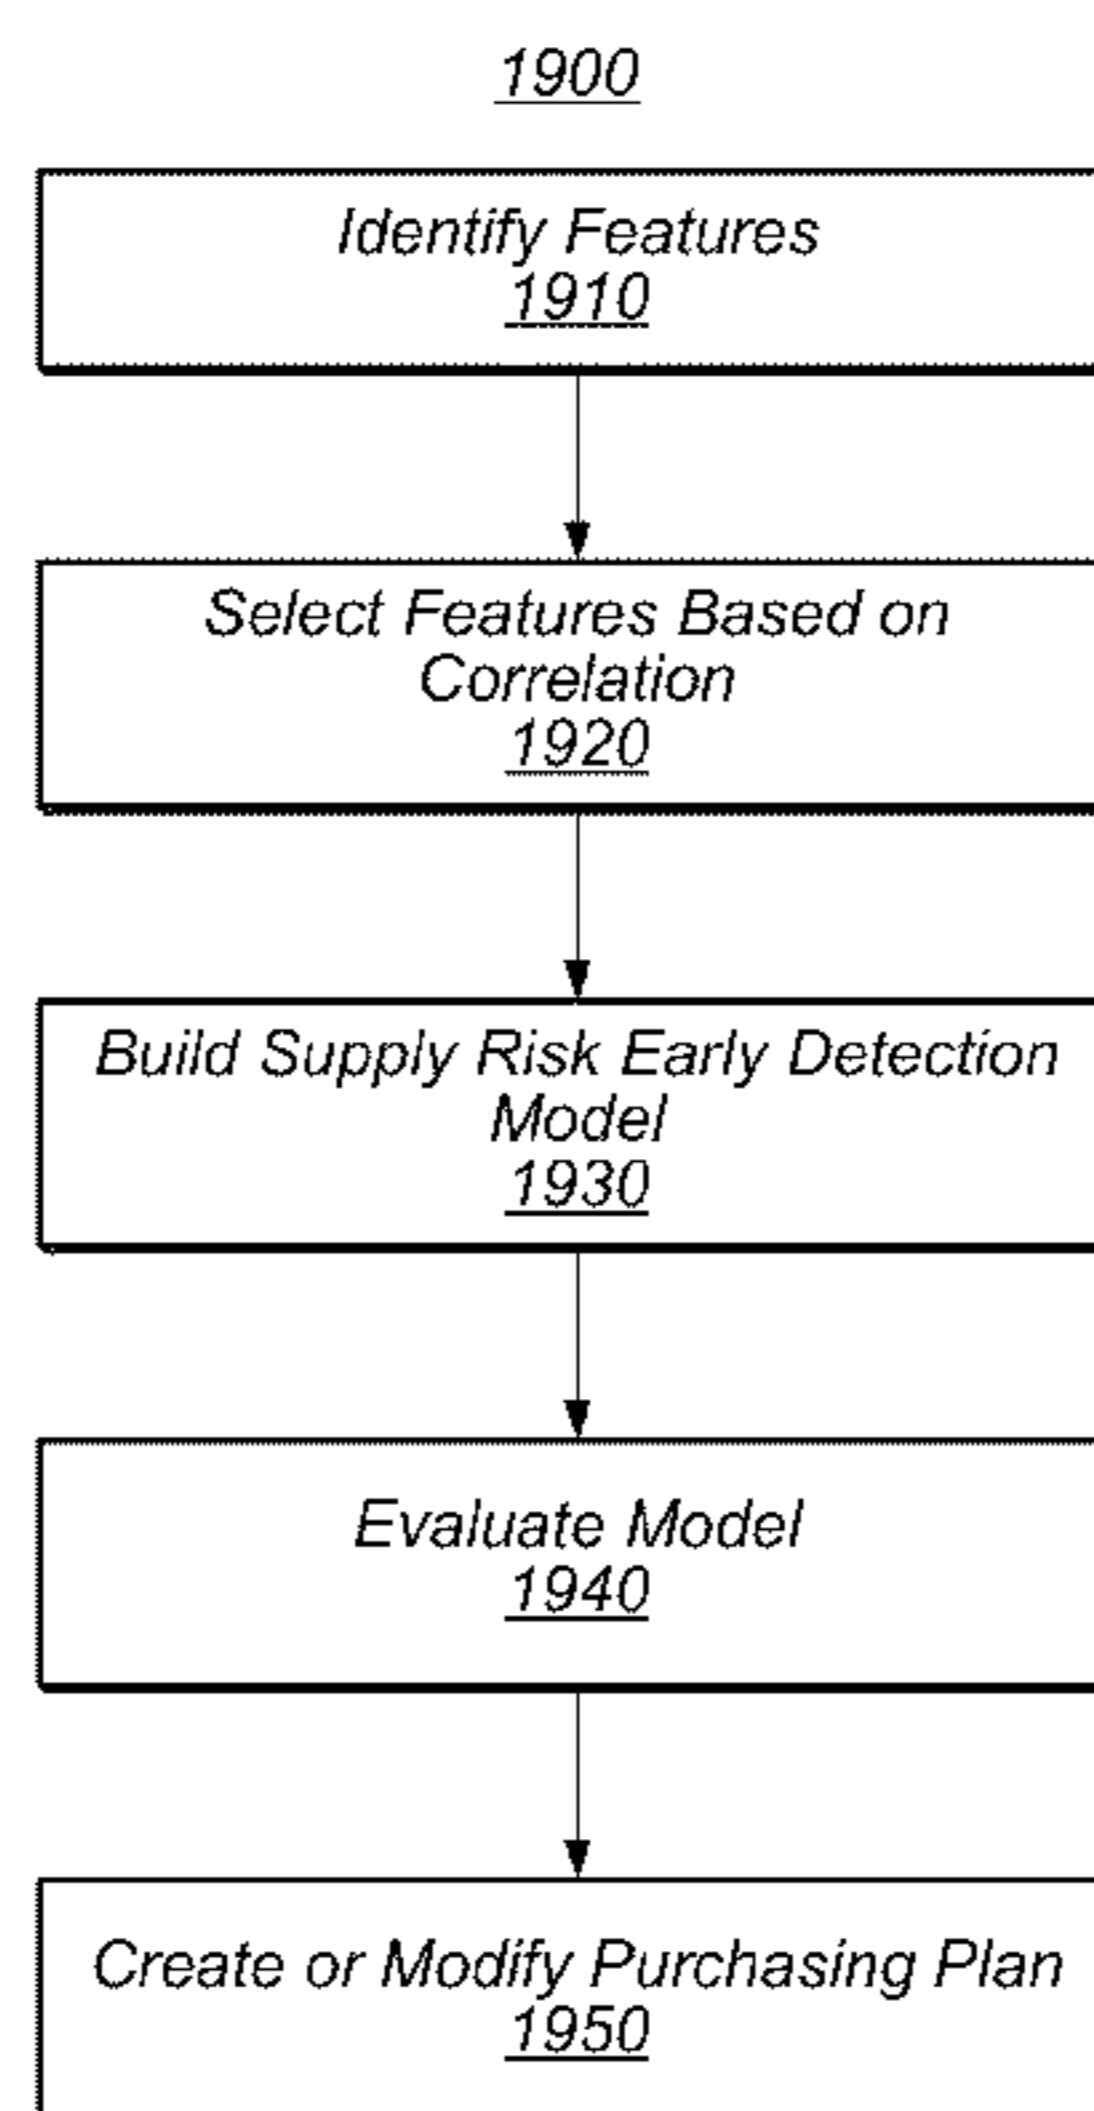 1900
Identify Features
1910
Select Features Based on
Correlation
1920
Build Supply Risk Early Detection
Model
1930
Evaluate Model
1940
Create or Modify Purchasing Plan
1950